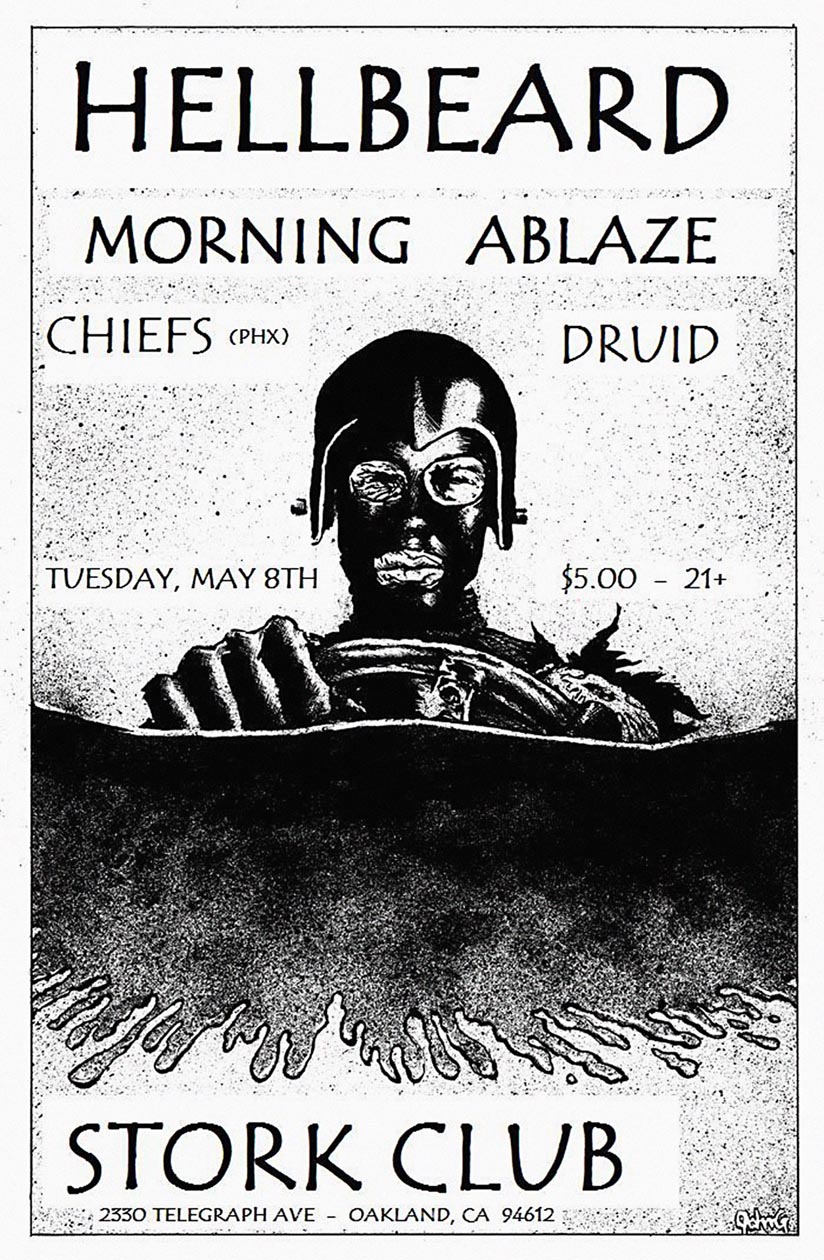 HELLBEARD
MORNING ABLAZE
CHIEFS (PHX) DRUID
TUESDAY, MAY 8TH $5.00 - 21+
STORK CLUB
2330 TELEGRAPH AVE - OAKLAND, CA 94612